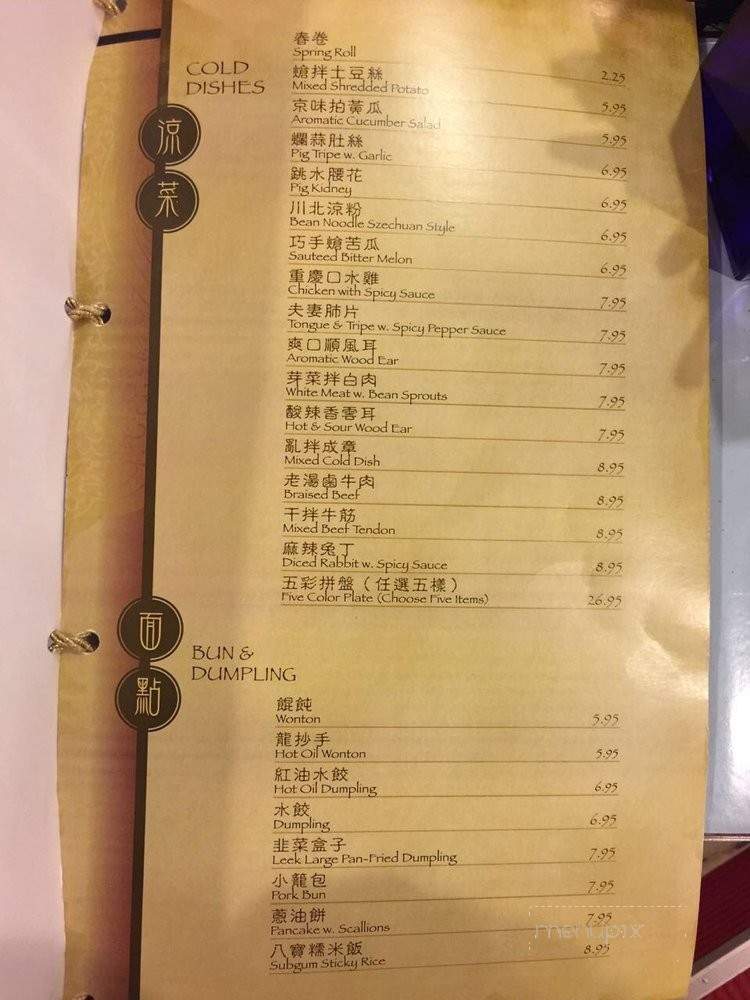 COLD
DISHES
涼
菜
春卷
Spring Roll 2.25
熗拌土豆絲
Mixed Shredded Potato 5.95
京味拍黃瓜
Aromatic Cucumber Salad 5.95
爛蒜肚絲
Pig Tripe w. Garlic 6.95
跳水腰花
Pig Kidney 6.95
川北涼粉
Bean Noodle Szechuan Style 6.95
巧手熗苦瓜
Sauteed Bitter Melon 6.95
重慶口水雞
Chicken with Spicy Sauce 7.95
夫妻肺片
Tongue & Tripe w. Spicy Pepper Sauce 7.95
爽口順風耳
Aromatic Wood Ear 7.95
芽菜拌白肉
White Meat w. Bean Sprouts 7.95
酸辣香雲耳
Hot & Sour Wood Ear 7.95
亂拌成章
Mixed Cold Dish 8.95
老湯鹵牛肉
Braised Beef 8.95
干拌牛筋
Mixed Beef Tendon 8.95
麻辣兔丁
Diced Rabbit w. Spicy Sauce 8.95
五彩拼盤（任選五樣）
Five Color Plate (Choose Five Items) 26.95
面
點
BUN &
DUMPLING
餛飩
Wonton 5.95
龍抄手
Hot Oil Wonton 5.95
紅油水餃
Hot Oil Dumpling 6.95
水餃
Dumpling 6.95
韭菜盒子
Leek Large Pan-Fried Dumpling 7.95
小籠包
Pork Bun 7.95
蔥油餅
Pancake w. Scallions 7.95
八寶糯米飯
Subgum Sticky Rice 8.95
menupix